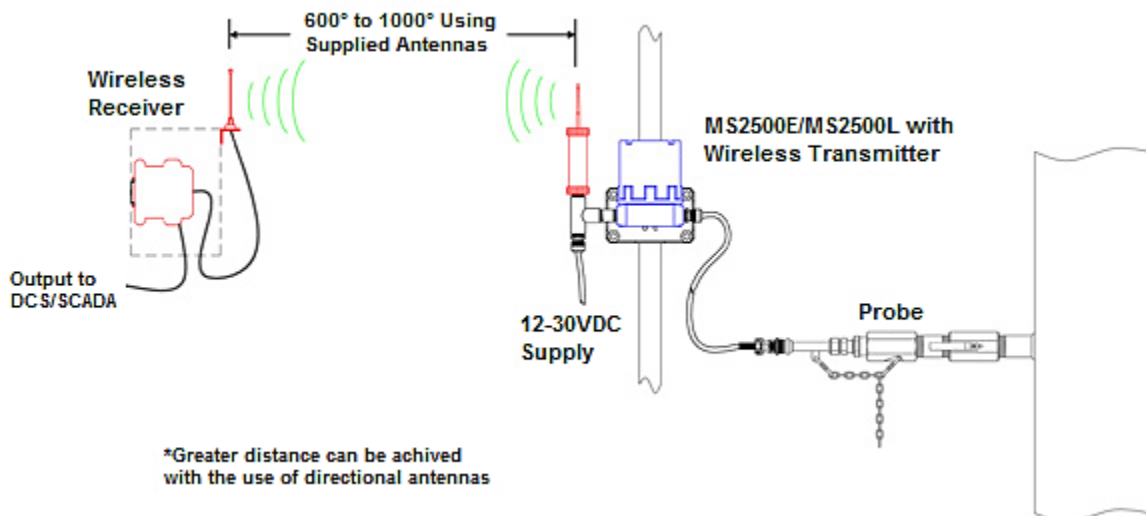 600° to 1000° Using
Supplied Antennas
Wireless
Receiver
MS2500E/MS2500L with
Wireless Transmitter
Output to
DCS/SCADA
12-30VDC
Supply
Probe
*Greater distance can be achived
with the use of directional antennas